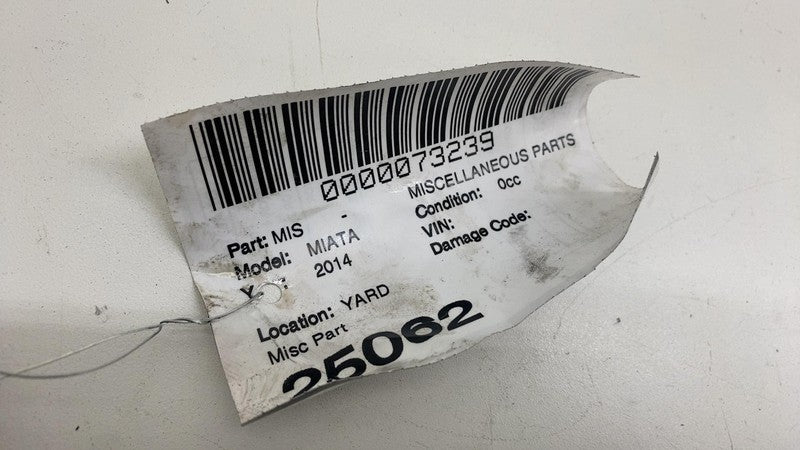 0000073239
Part: MIS - MISCELLANEOUS PARTS
Model: MIATA Condition: 0cc
2014 VIN:
Damage Code:
Location: YARD
Misc Part
25062